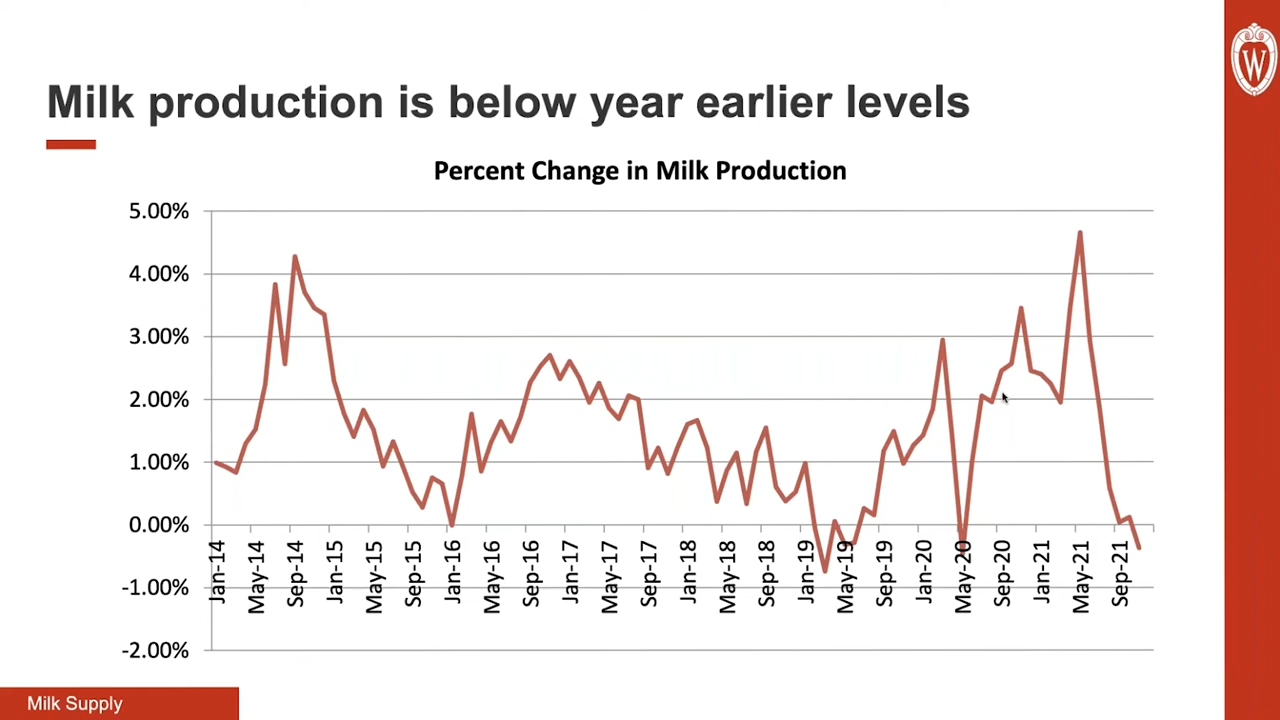 Milk production is below year earlier levels
W
Percent Change in Milk Production
5.00%
4.00%
3.00%
2.00%
1.00%
0.00%
-1.00%
-2.00%
Jan-14
May-14
Sep-14
Jan-15
May-15
Sep-15
Jan-16
May-16
Sep-16
Jan-17
May-17
Sep-17
Jan-18
May-18
Sep-18
Jan-19
May-19
Sep-19
Jan-20
May-20
Sep-20
Jan-21
May-21
Sep-21
Milk Supply